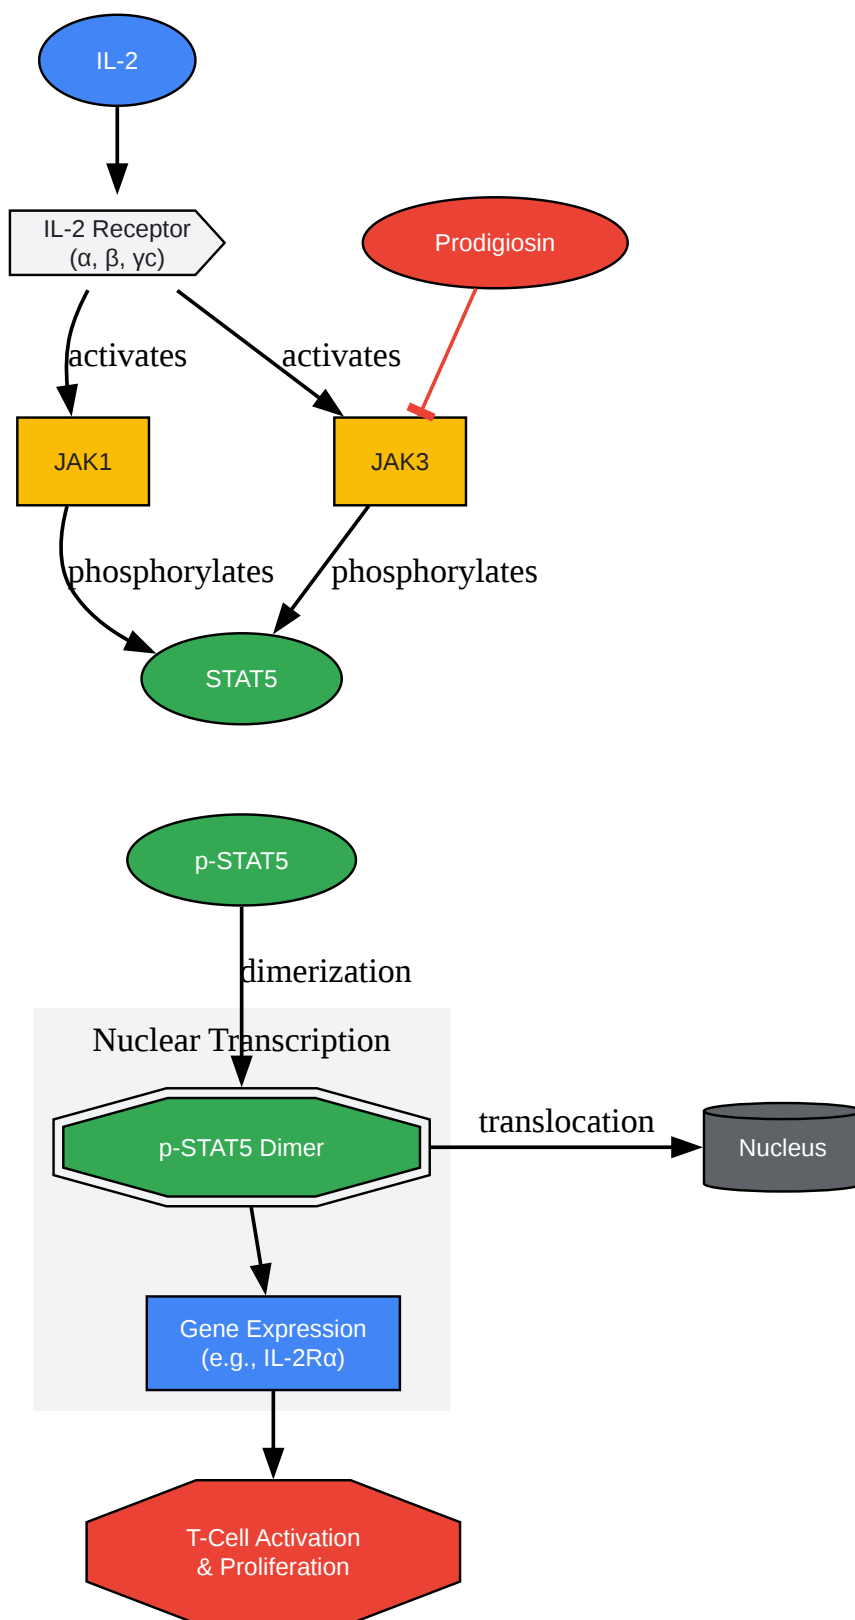 IL-2
IL-2 Receptor
(α, β, γc)
Prodigiosin
activates
activates
JAK1
JAK3
phosphorylates
phosphorylates
STAT5
p-STAT5
dimerization
Nuclear Transcription
p-STAT5 Dimer
translocation
Nucleus
Gene Expression
(e.g., IL-2Rα)
T-Cell Activation
& Proliferation